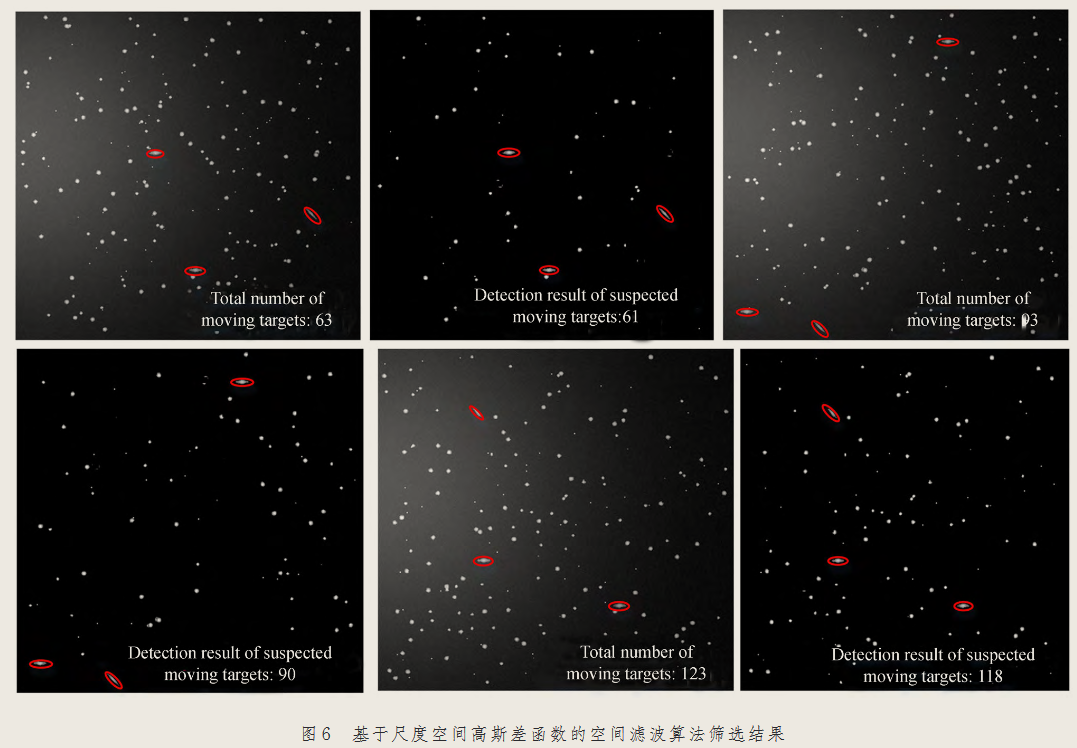 Total number of
moving targets: 63
Detection result of suspected
moving targets:61
Total number of
moving targets: 93
Detection result of suspected
moving targets: 90
Total number of
moving targets: 123
Detection result of suspected
moving targets: 118
图6 基于尺度空间高斯差函数的空间滤波算法筛选结果